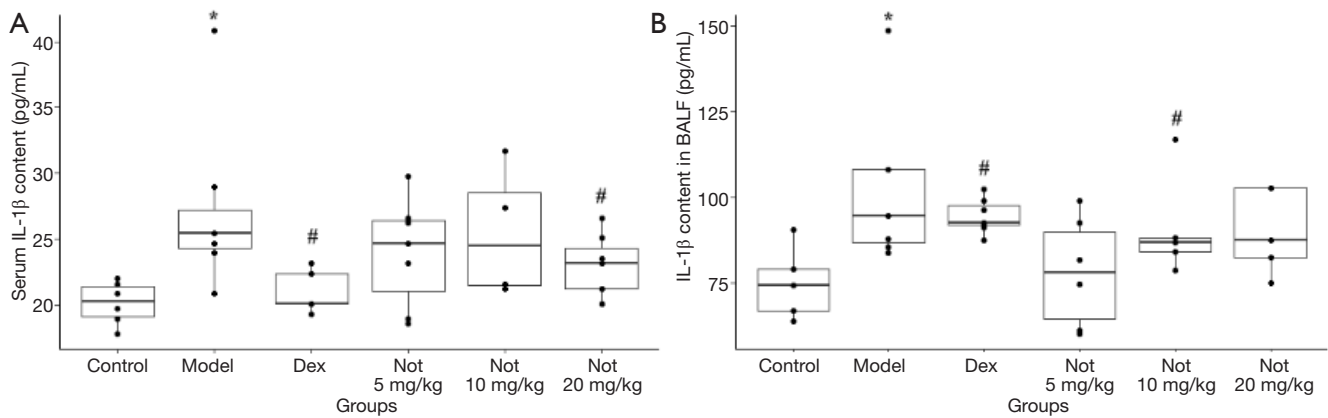 A
Serum IL-1β content (pg/mL)
40
35
30
25
20
*
#
#
Control Model Dex Not Not Not
5 mg/kg 10 mg/kg 20 mg/kg
Groups
B
IL-1β content in BALF (pg/mL)
150
125
100
75
*
#
#
Control Model Dex Not Not Not
5 mg/kg 10 mg/kg 20 mg/kg
Groups